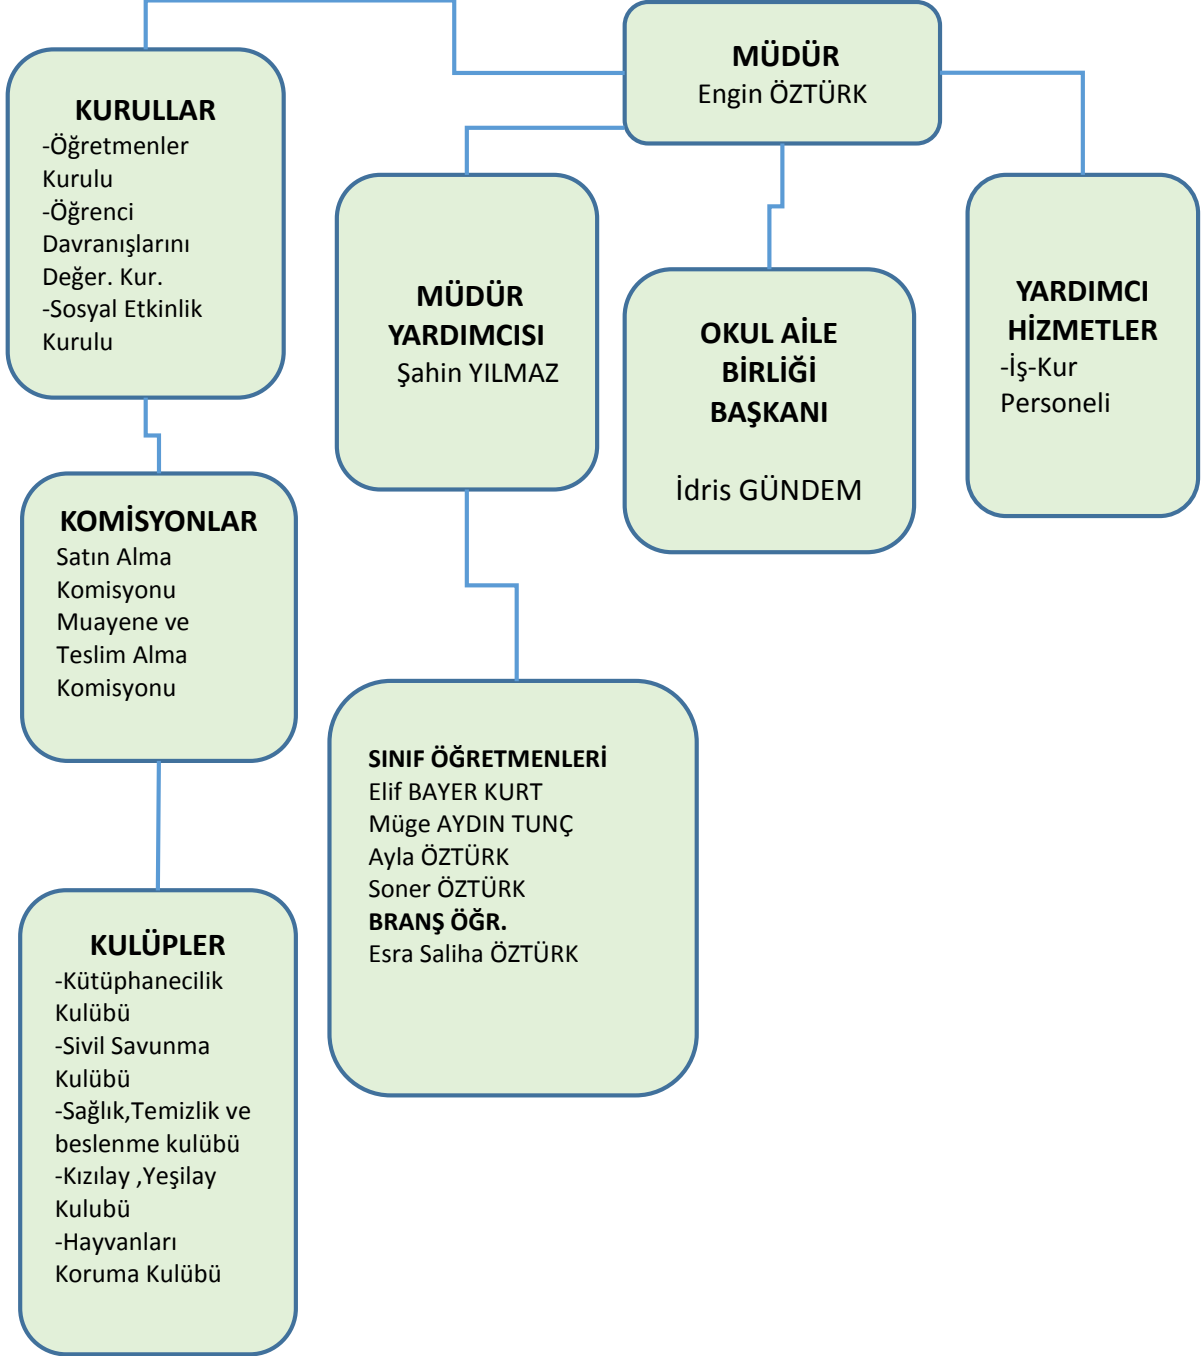 MÜDÜR
Engin ÖZTÜRK
KURULLAR
-Öğretmenler
Kurulu
-Öğrenci
Davranışlarını
Değer. Kur.
-Sosyal Etkinlik
Kurulu
MÜDÜR
YARDIMCISI
Şahin YILMAZ
OKUL AİLE
BİRLİĞİ
BAŞKANI
İdris GÜNDEM
YARDIMCI
HİZMETLER
-İş-Kur
Personeli
KOMİSYONLAR
Satın Alma
Komisyonu
Muayene ve
Teslim Alma
Komisyonu
SINIF ÖĞRETMENLERİ
Elif BAYER KURT
Müge AYDIN TUNÇ
Ayla ÖZTÜRK
Soner ÖZTÜRK
BRANŞ ÖĞR.
Esra Saliha ÖZTÜRK
KULÜPLER
-Kütüphanecilik
Kulübü
-Sivil Savunma
Kulübü
-Sağlık,Temizlik ve
beslenme kulübü
-Kızılay ,Yeşilay
Kulubü
-Hayvanları
Koruma Kulübü